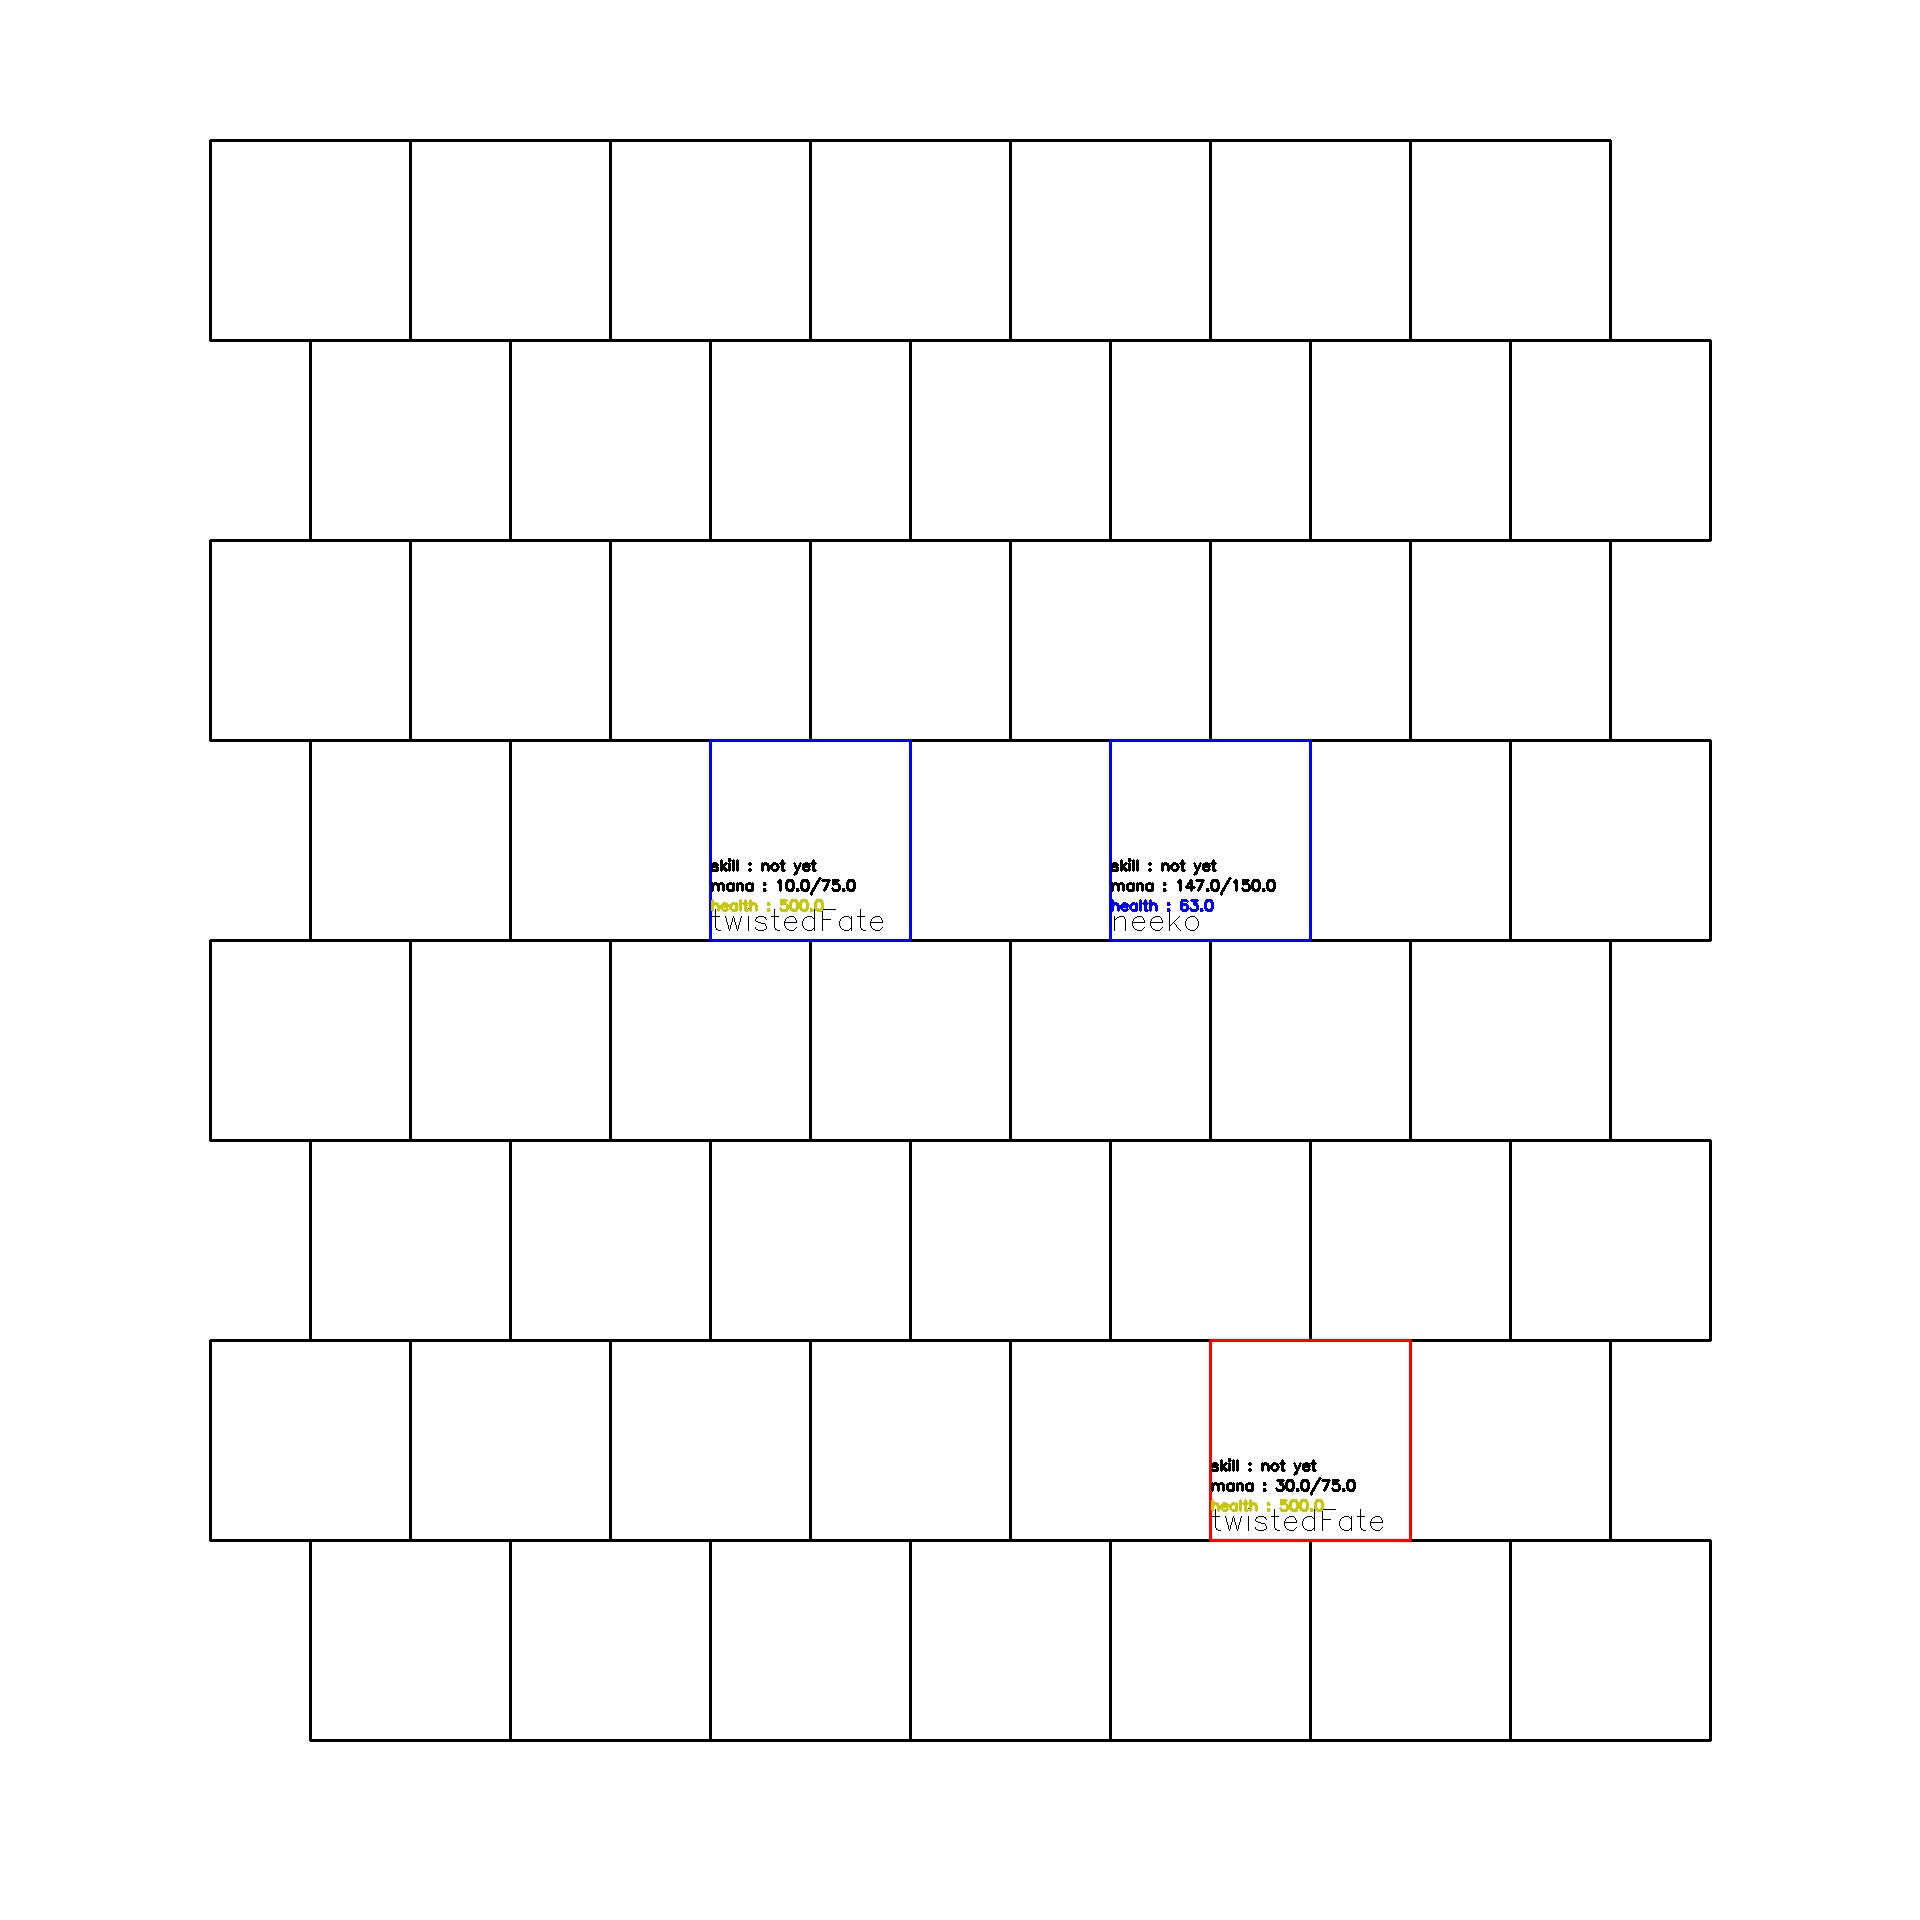 skill : not yet
mana : 10.0/75.0
health : 500.0
twistedFate
skill : not yet
mana : 147.0/150.0
health : 63.0
neeko
skill : not yet
mana : 30.0/75.0
health : 500.0
twistedFate